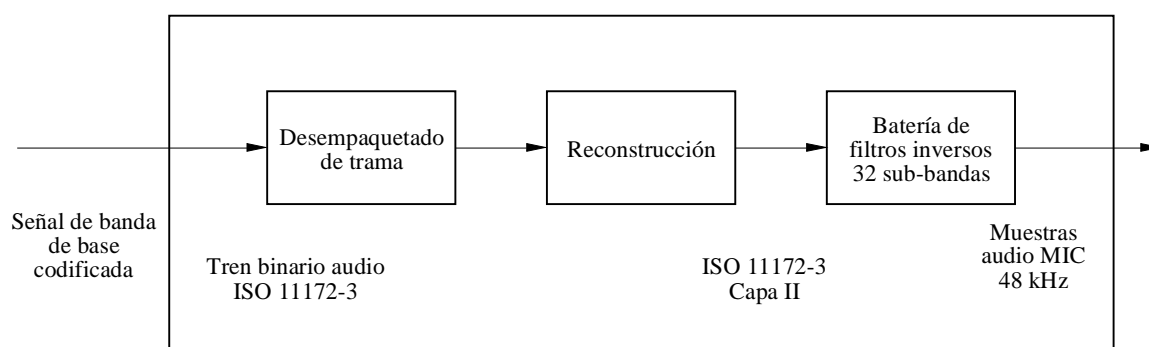 Desempaquetado
de trama
Reconstrucción
Batería de
filtros inversos
32 sub-bandas
Señal de banda
de base
codificada
Tren binario audio
ISO 11172-3
ISO 11172-3
Capa II
Muestras
audio MIC
48 kHz